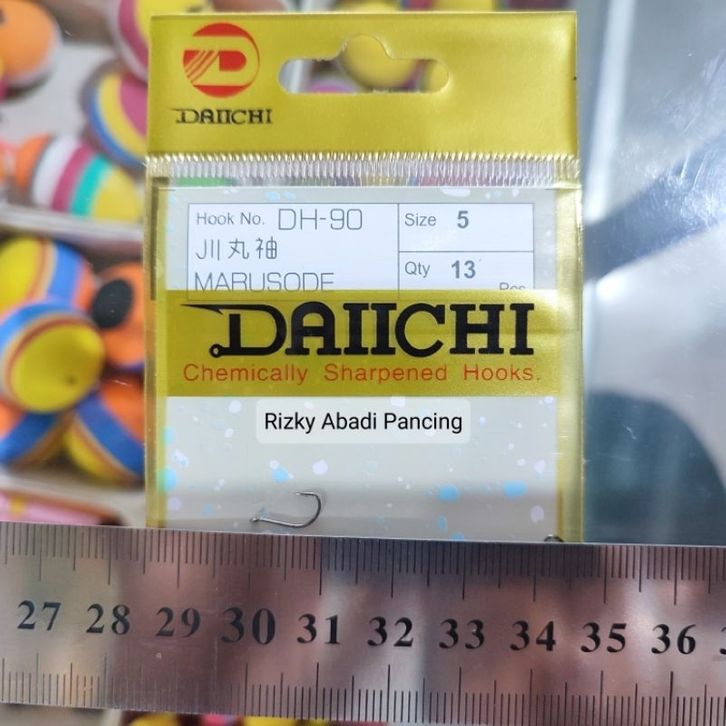 DAIICHI
Hook No. DH-90
川丸袖
MARUSODE
Size 5
Qty 13
Pcs
DAIICHI
Chemically Sharpened Hooks.
Rizky Abadi Pancing
27 28 29 30 31 32 33 34 35 36